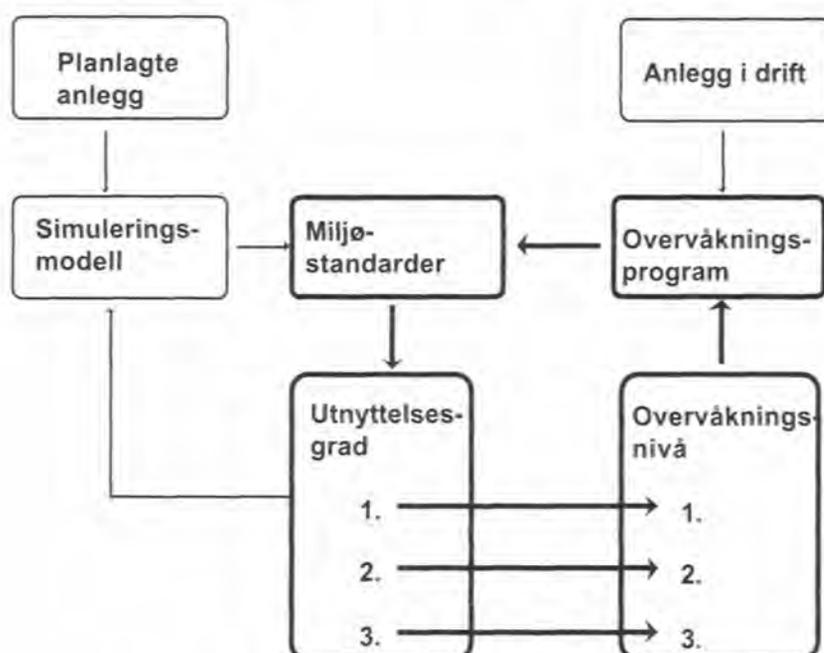 Planlagte
anlegg
Anlegg i drift
Simulerings-
modell
Miljø-
standarder
Overvåknings-
program
Utnyttelses-
grad
1.
2.
3.
Overvåknings-
nivå
1.
2.
3.